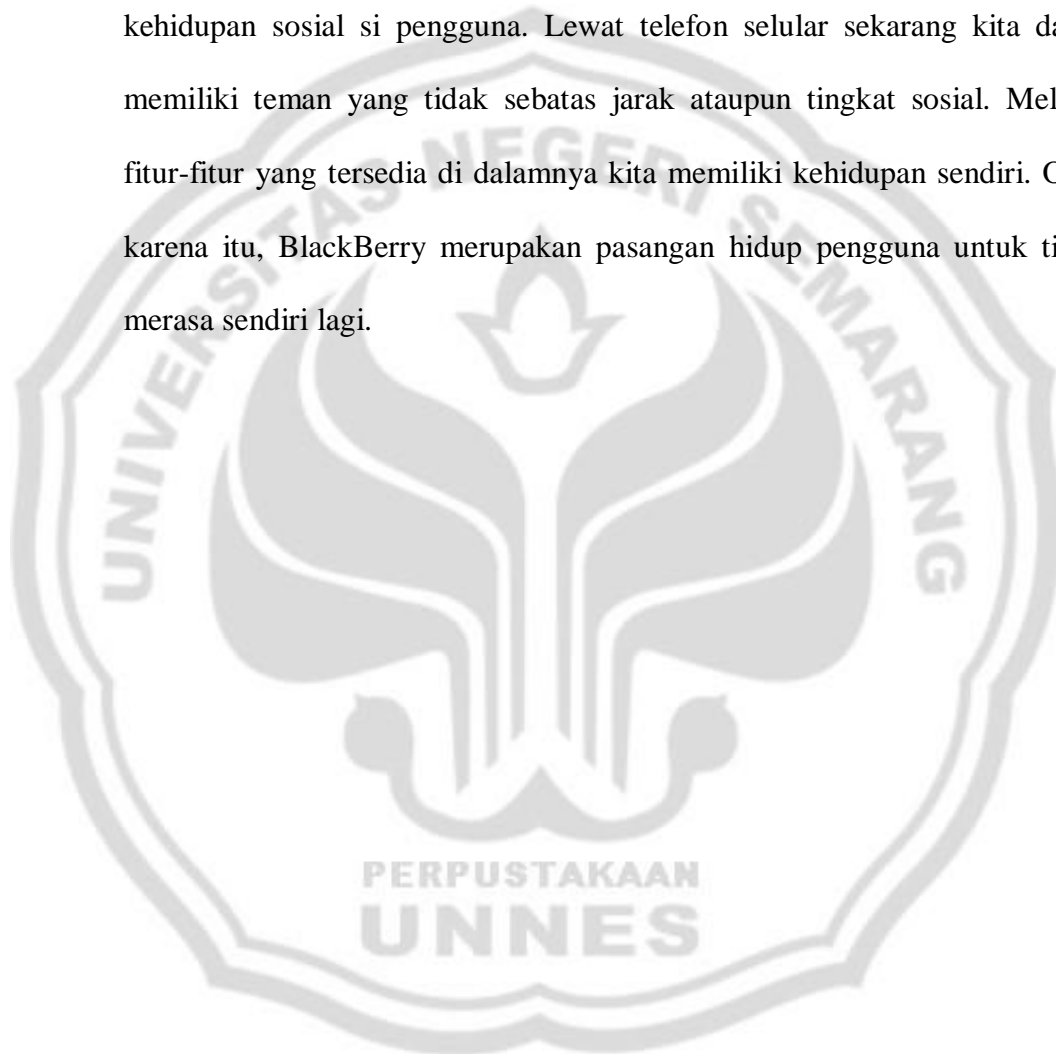 kehidupan sosial si pengguna. Lewat telefon selular sekarang kita
memiliki teman yang tidak sebatas jarak ataupun tingkat sosial.
fitur-fitur yang tersedia di dalamnya kita memiliki kehidupan sendiri.
karena itu, BlackBerry merupakan pasangan hidup pengguna untuk
merasa sendiri lagi.
UNIVERSITAS NEGERI SEMARANG
PERPUSTAKAAN
UNNES